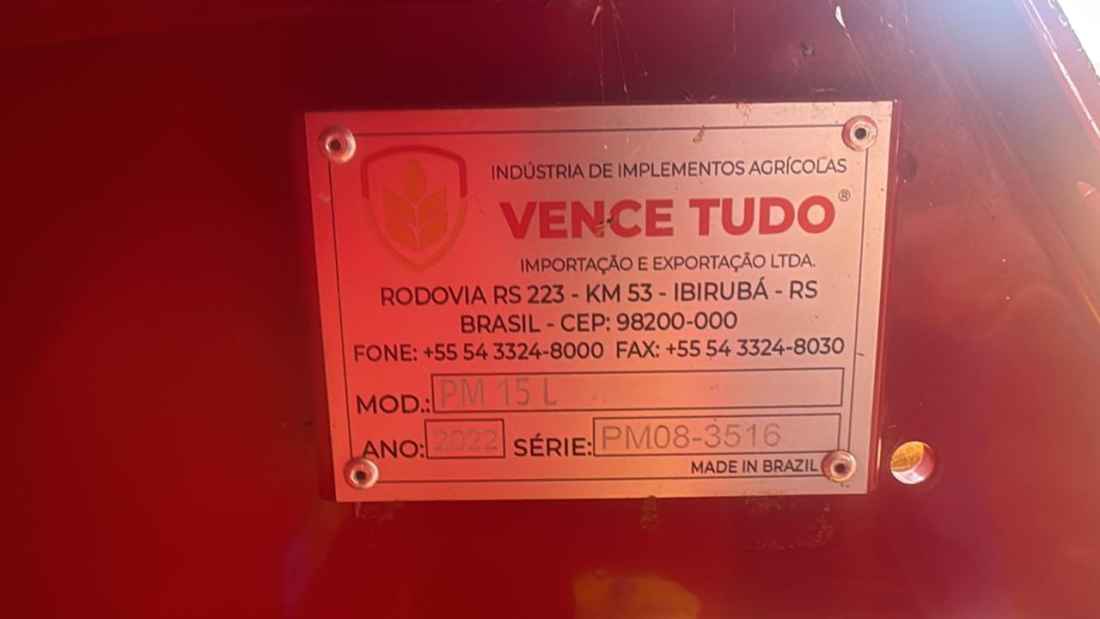 INDÚSTRIA DE IMPLEMENTOS AGRÍCOLAS
VENCE TUDO®
IMPORTAÇÃO E EXPORTAÇÃO LTDA.
RODOVIA RS 223 - KM 53 - IBIRUBÁ - RS
BRASIL - CEP: 98200-000
FONE: +55 54 3324-8000 FAX: +55 54 3324-8030
MOD.: PM 15 L
ANO: 2022 SÉRIE: PM08-3516
MADE IN BRAZIL